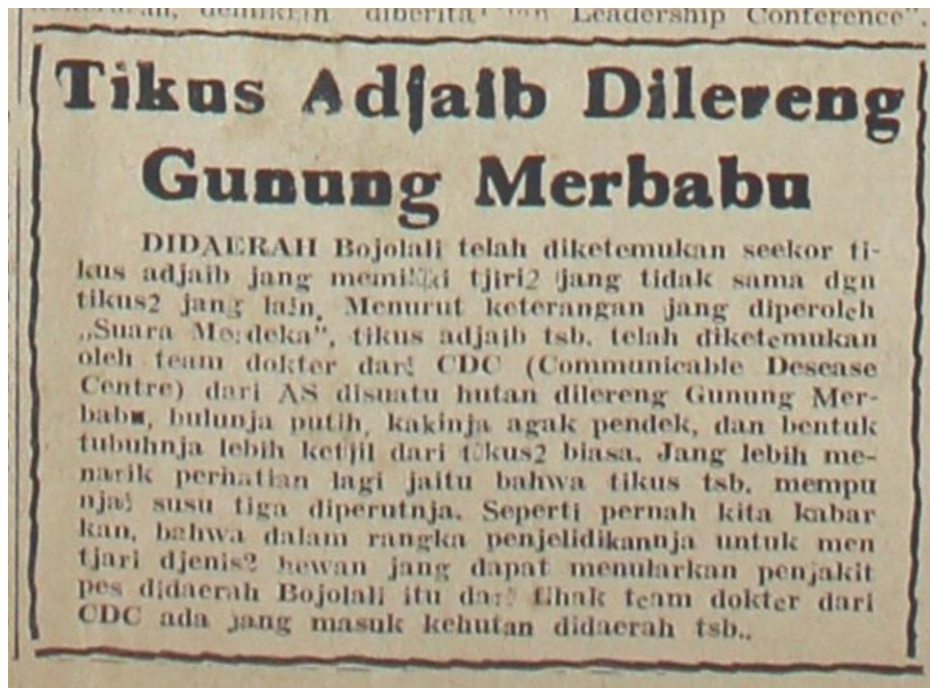 diberita Leadership Conference".
Tikus Adjaib Dilereng
Gunung Merbabu
DIDAERAH Bojolali telah diketemukan seekor ti-
kus adjaib jang memiliki tjiri2 jang tidak sama dgn
tikus2 jang lain. Menurut keterangan jang diperoleh
„Suara Merdeka", tikus adjaib tsb. telah diketemukan
oleh team dokter dari CDC (Communicable Desease
Centre) dari AS disuatu hutan dilereng Gunung Mer-
babu, bulunja putih, kakinja agak pendek, dan bentuk
tubuhnja lebih ketjil dari tikus2 biasa. Jang lebih me-
narik perhatian lagi jaitu bahwa tikus tsb. mempu
njai susu tiga diperutnja. Seperti pernah kita kabar
kan, bahwa dalam rangka penjelidikannja untuk men
tjari djenis2 hewan jang dapat menularkan penjakit
pes didaerah Bojolali itu dari fihak team dokter dari
CDC ada jang masuk kehutan didaerah tsb..